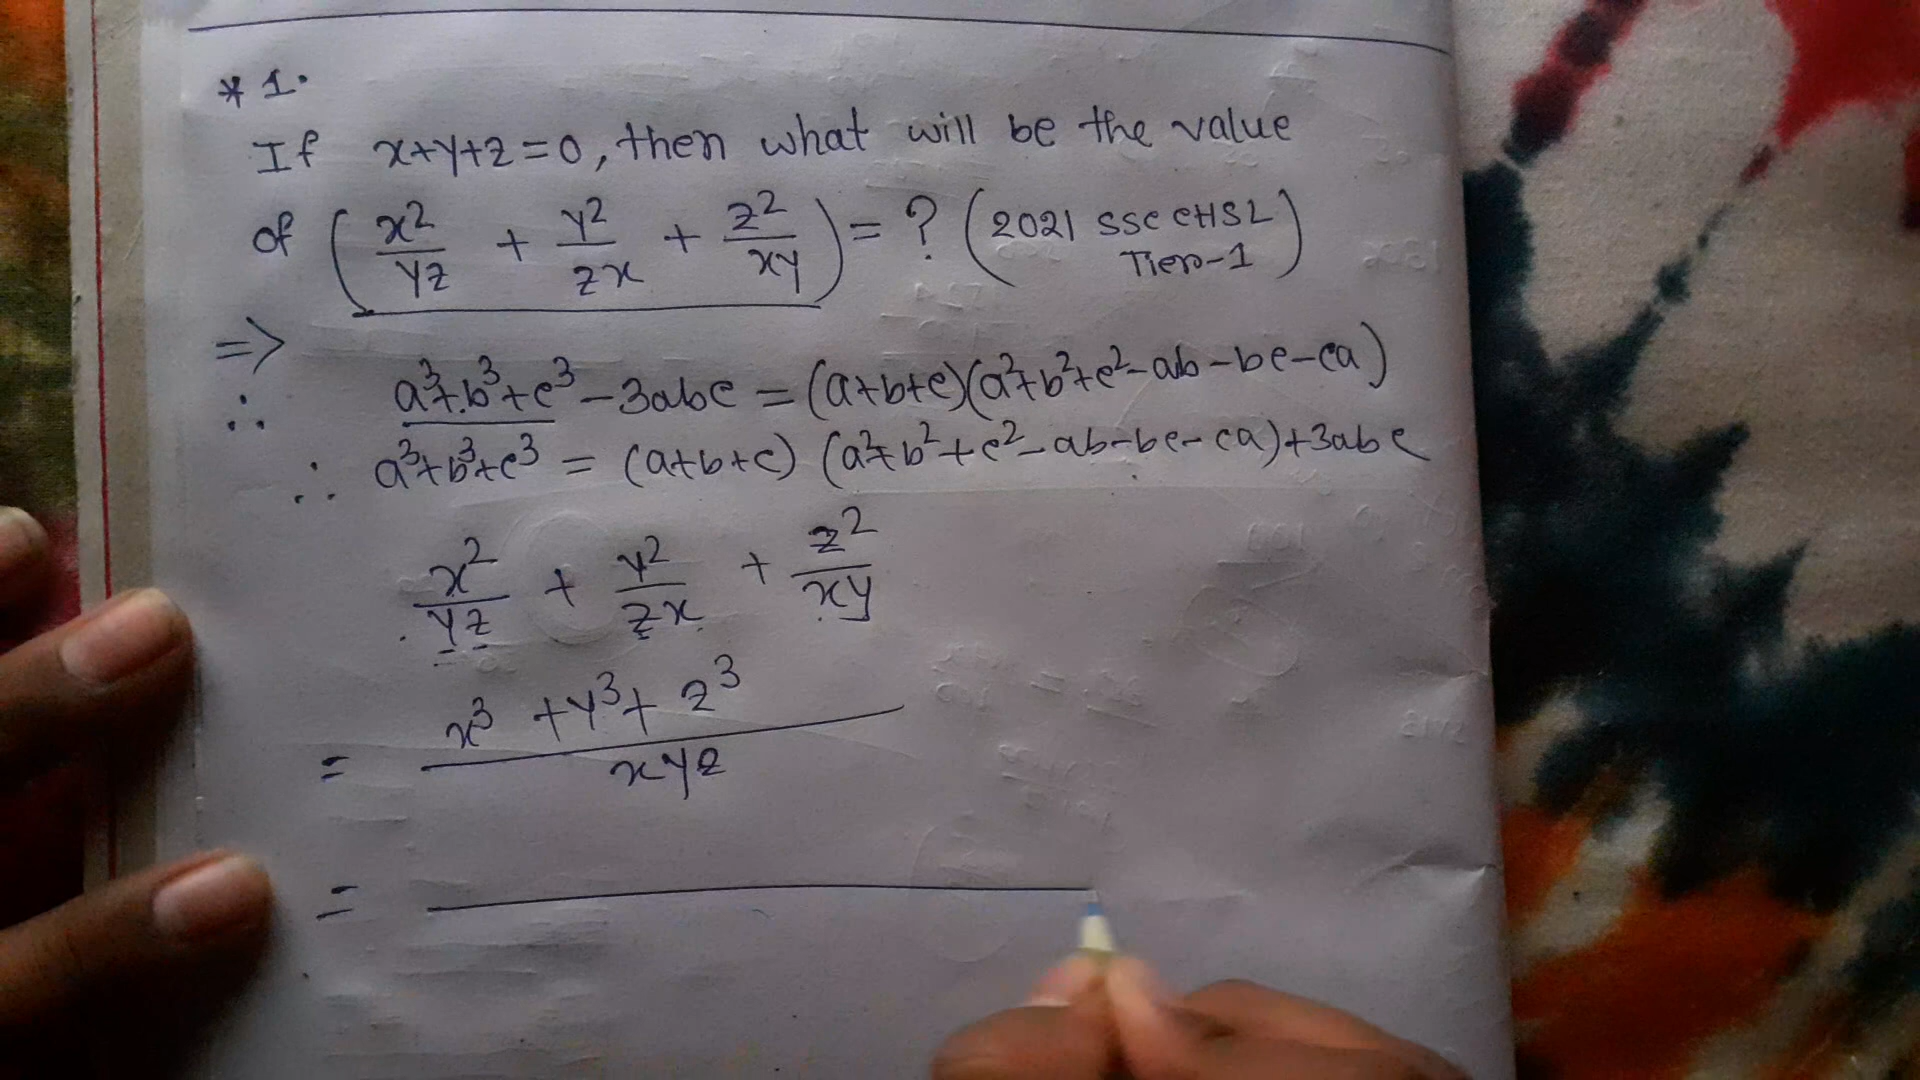 * 1.
If x+y+z=0, then what will be the value
of (x²/yz + y²/zx + z²/xy) = ? (2021 SSC CHSL Tier-1)
=>
∴ a³+b³+c³-3abc = (a+b+c)(a²+b²+c²-ab-bc-ca)
∴ a³+b³+c³ = (a+b+c) (a²+b²+c²-ab-bc-ca)+3abc
x²/yz + y²/zx + z²/xy
= x³+y³+z³/xyz
=